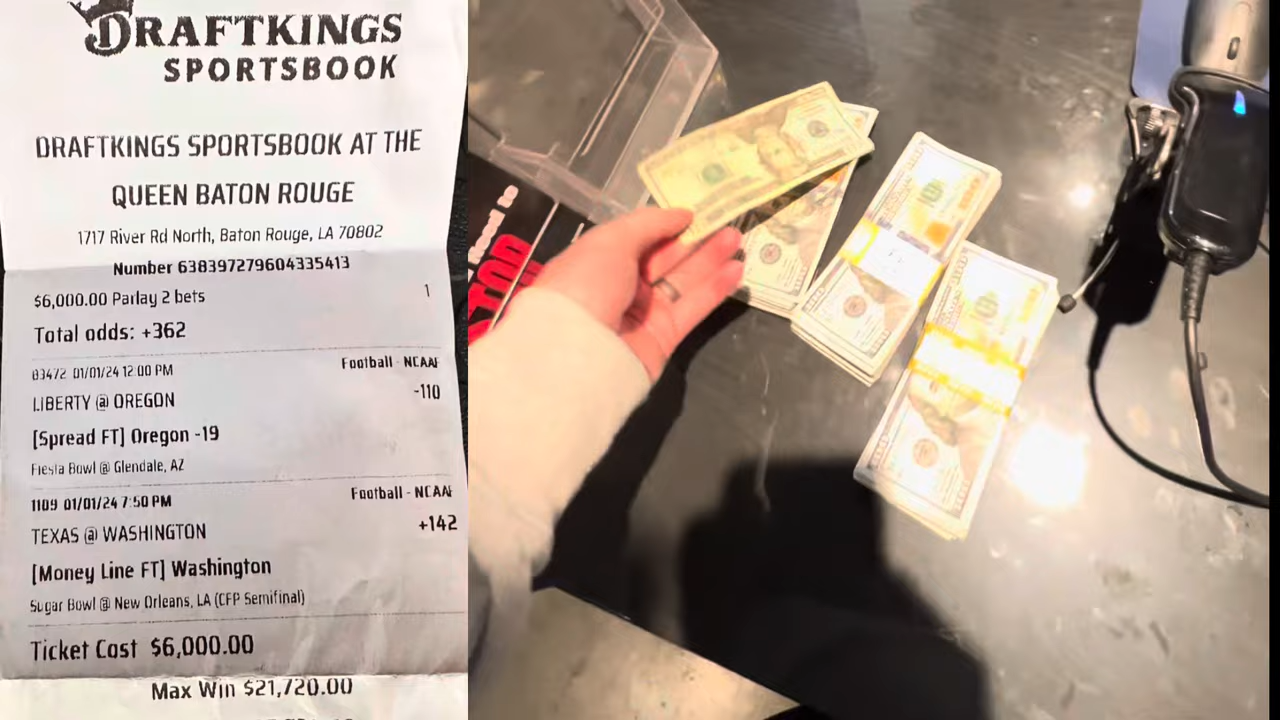 DRAFTKINGS
SPORTSBOOK
DRAFTKINGS SPORTSBOOK AT THE
QUEEN BATON ROUGE
1717 River Rd North, Baton Rouge, LA 70802
Number 638397279604335413
$6,000.00 Parlay 2 bets 1
Total odds: +362
83472 01/01/24 12:00 PM Football - NCAAF
LIBERTY @ OREGON -110
[Spread FT] Oregon -19
Fiesta Bowl @ Glendale, AZ
1109 01/01/24 7:50 PM Football - NCAAF
TEXAS @ WASHINGTON +142
[Money Line FT] Washington
Sugar Bowl @ New Orleans, LA (CFP Semifinal)
Ticket Cost $6,000.00
Max Win $21,720.00